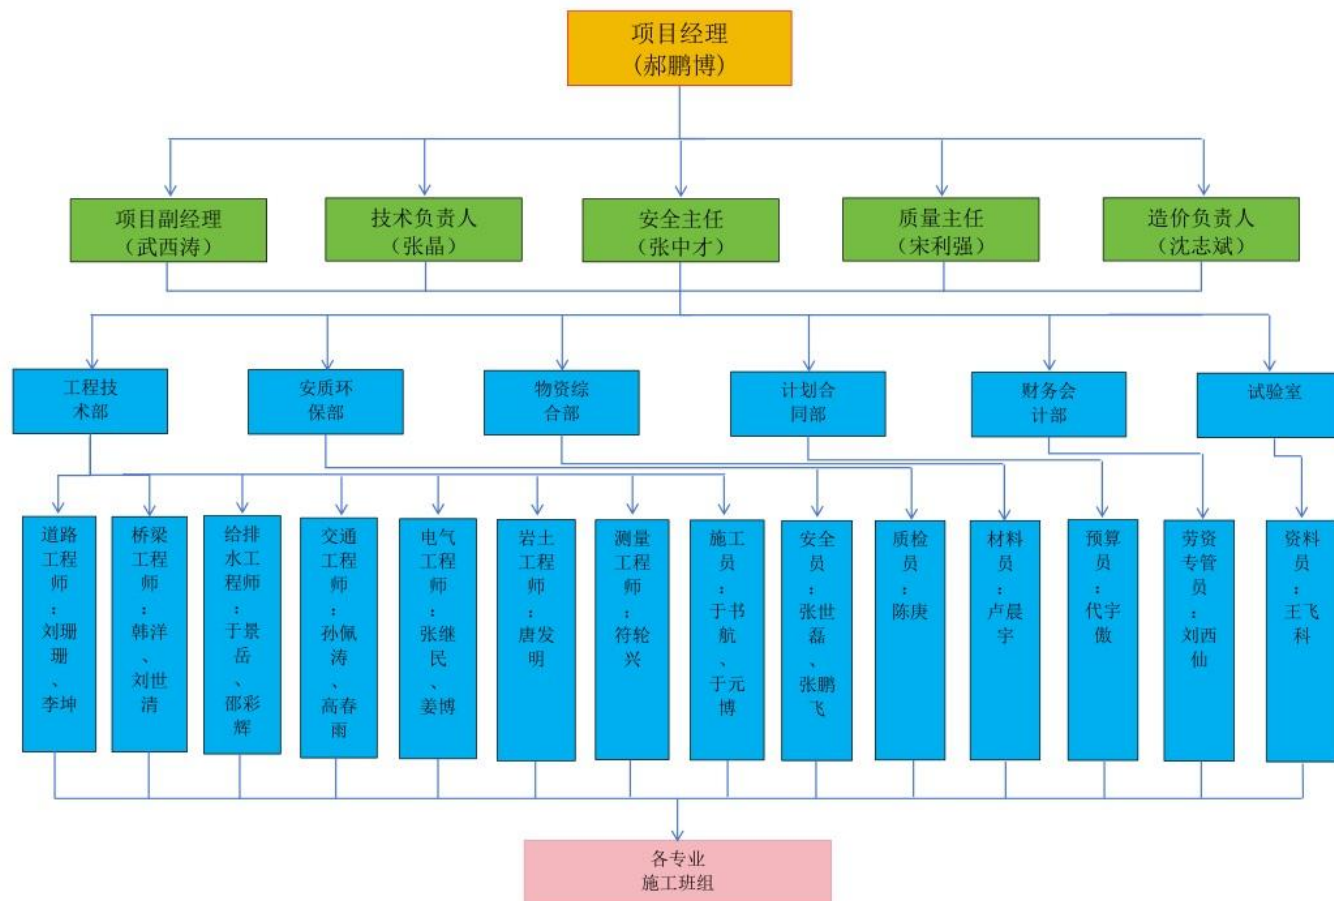 项目经理
(郝鹏博)
项目副经理
（武西涛）
技术负责人
（张晶）
安全主任
（张中才）
质量主任
（宋利强）
造价负责人
（沈志斌）
工程技
术部
安质环
保部
物资综
合部
计划合
同部
财务会
计部
试验室
道路
工程
师
：
刘珊
珊、
李坤
桥梁
工程
师：
韩洋
、
刘世
清
给排
水工
程师
：
于景
岳、
邵彩
辉
交通
工程
师：
孙佩
涛、
高春
雨
电气
工程
师：
张继
民、
姜博
岩土
工程
师
：
唐发
明
测量
工程
师：
符轮
兴
施工
员
：
于书
航
、
于元
博
安全
员
：
张世
磊、
张鹏
飞
质检
员
：
陈庚
材料
员：
卢晨
宇
预算
员
：
代宇
傲
劳资
专管
员
：
刘西
仙
资料
员
：
王飞
科
各专业
施工班组